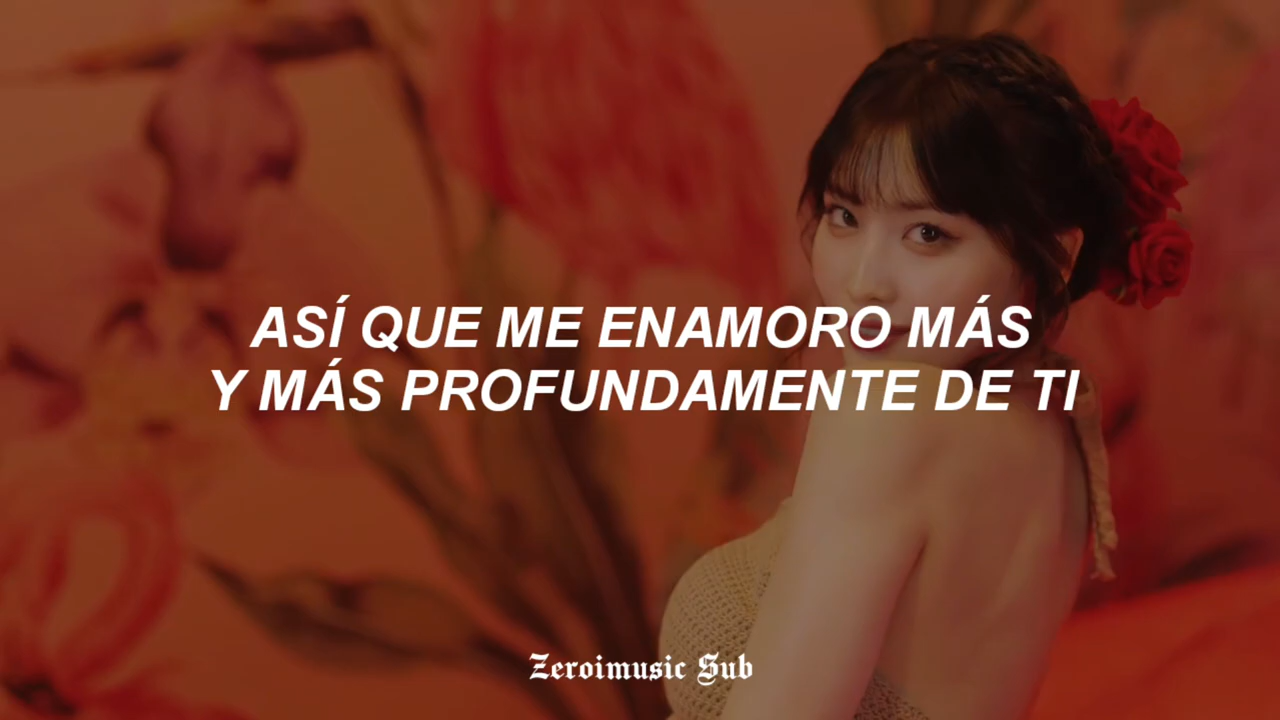 ASÍ QUE ME ENAMORO MÁS
Y MÁS PROFUNDAMENTE DE TI
Zeroimusic Sub